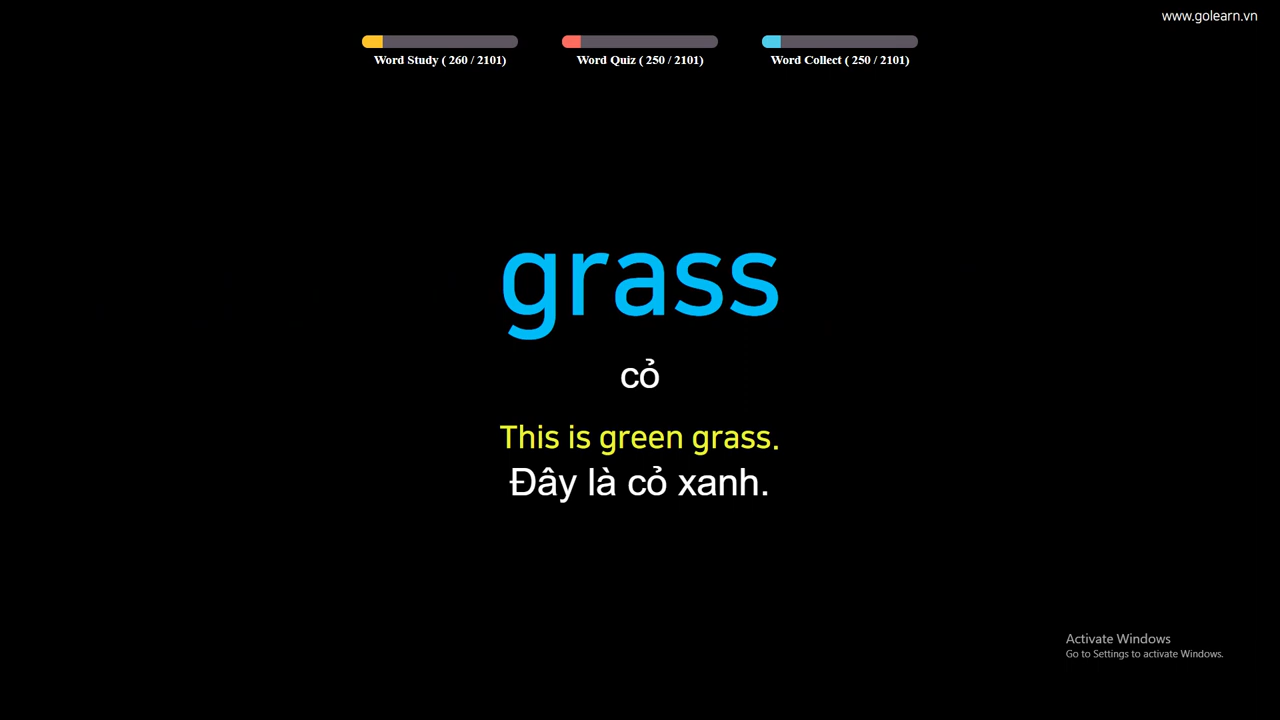 www.golearn.vn
Word Study ( 260 / 2101)
Word Quiz ( 250 / 2101)
Word Collect ( 250 / 2101)
grass
cỏ
This is green grass.
Đây là cỏ xanh.
Activate Windows
Go to Settings to activate Windows.